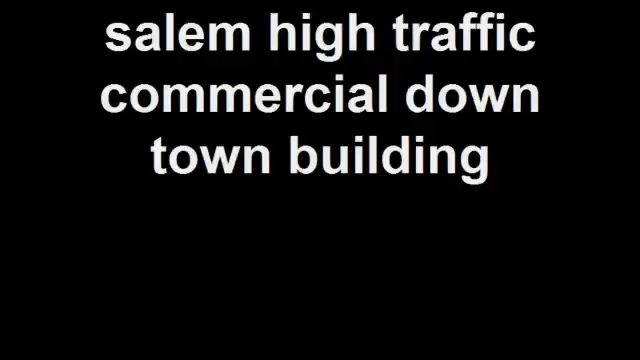 salem high traffic
commercial down
town building